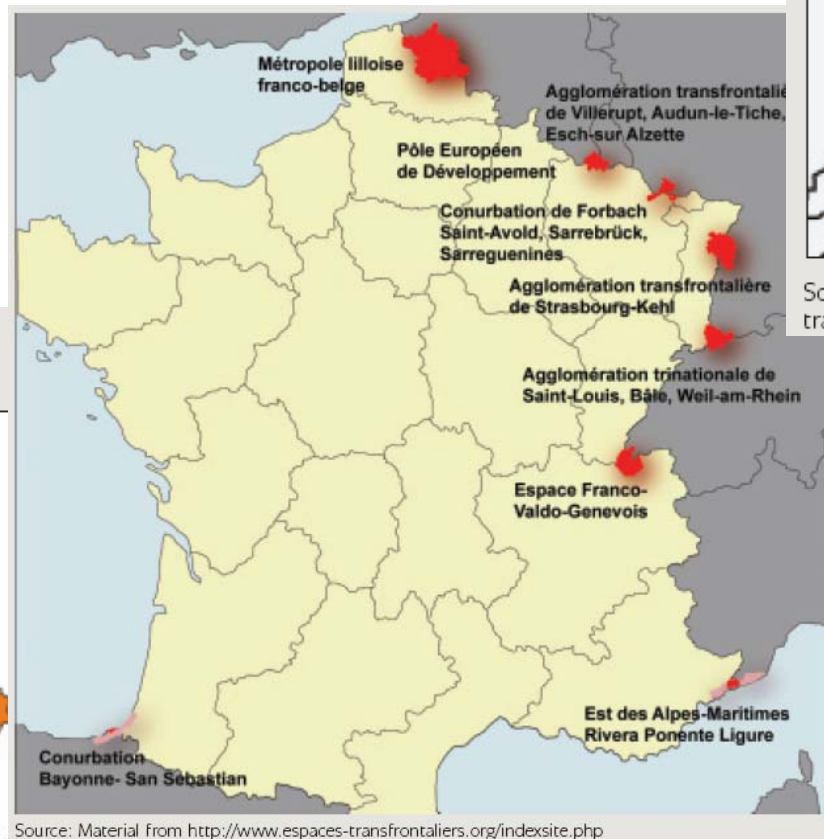 Métropole lilloise
franco-belge
Agglomération transfrontaliè
de Villerupt, Audun-le-Tiche,
Esch-sur Alzette
Pôle Européen
de Développement
Conurbation de Forbach
Saint-Avold, Sarrebrück,
Sarreguenines
Agglomération transfrontalière
de Strasbourg-Kehl
Agglomération trinationale de
Saint-Louis, Bâle, Weil-am-Rhein
Espace Franco-
Valdo-Genevois
Est des Alpes-Maritimes
Rivera Ponente Ligure
Conurbation
Bayonne- San Sébastian
Source: Material from http://www.espaces-transfrontaliers.org/indexsite.php
So
tra